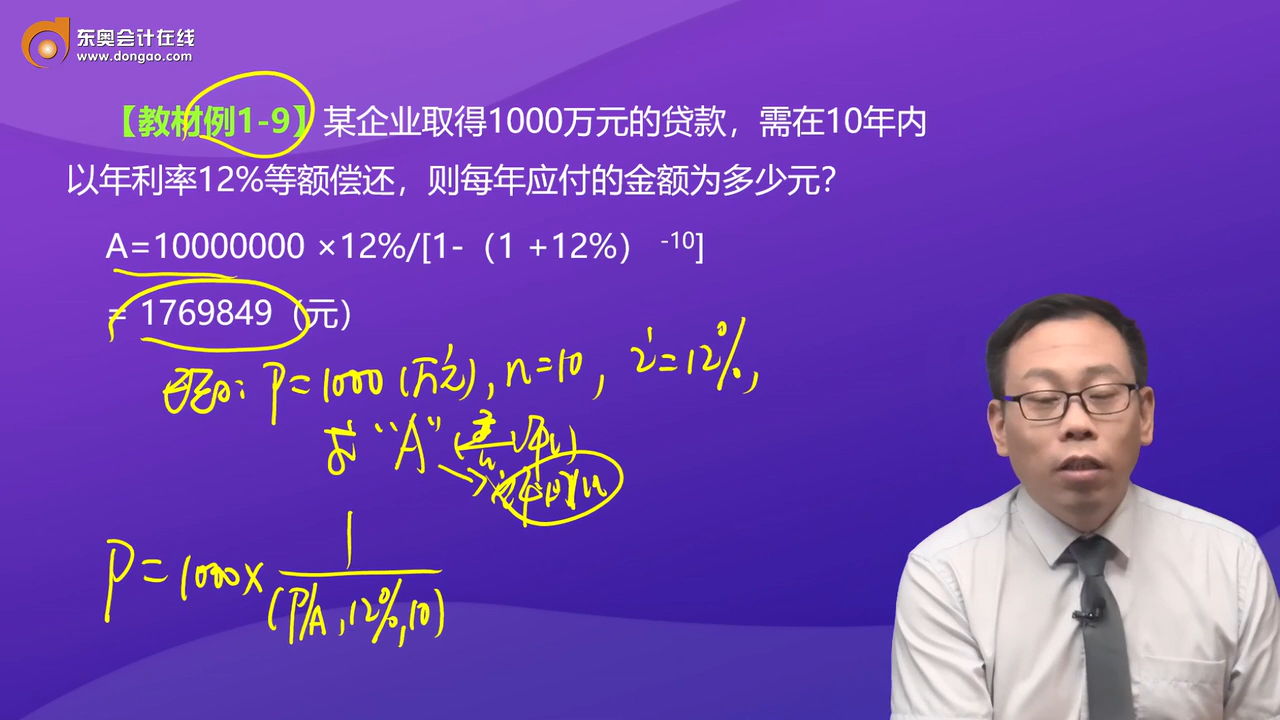 东奥会计在线
www.dongao.com
【教材例1-9】某企业取得1000万元的贷款，需在10年内
以年利率12%等额偿还，则每年应付的金额为多少元？
A=10000000 ×12%/[1-（1 +12%） -10]
= 1769849（元）
已知：P=1000（万元），n=10，i=12%，
求“A”
P=1000×1/(P/A,12%,10)